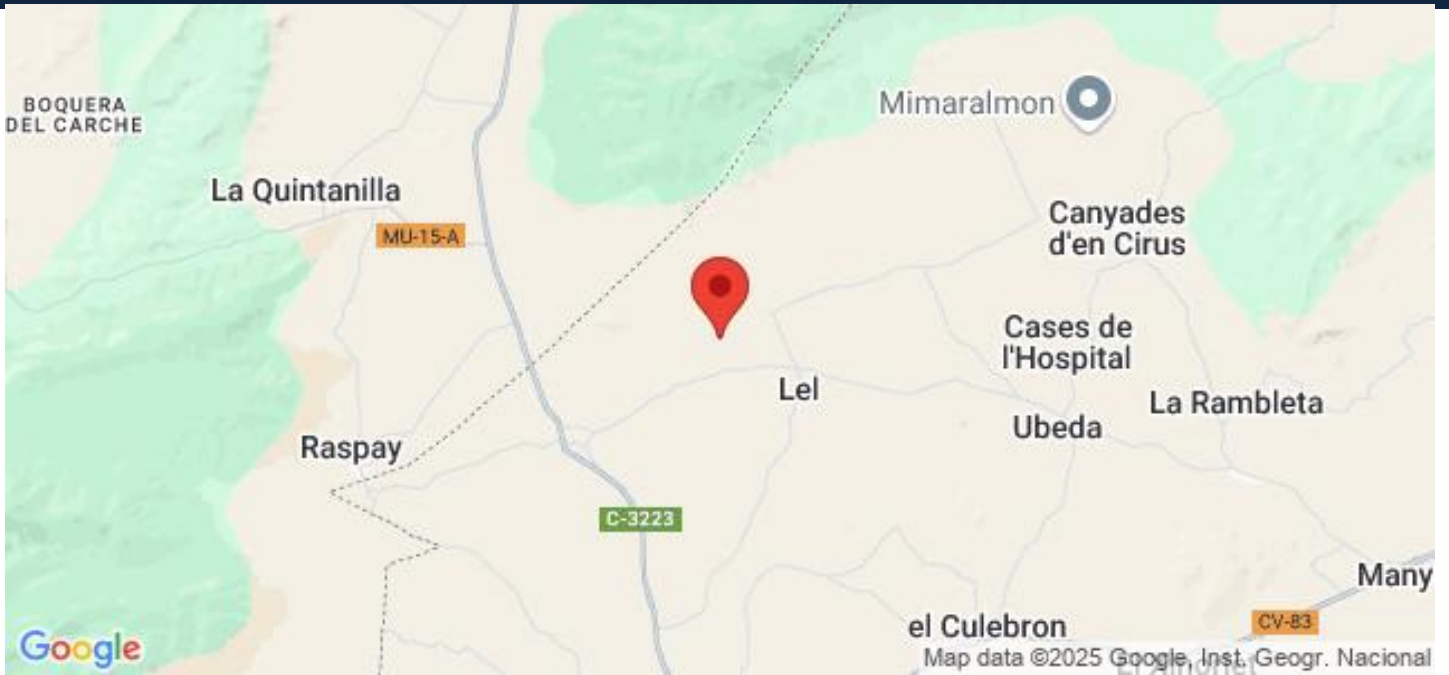 BOQUERA
DEL CARCHE
Mimaralmon
La Quintanilla
MU-15-A
Canyades
d'en Cirus
Cases de
l'Hospital
Lel
La Rambleta
Ubeda
Raspay
C-3223
Many
CV-83
el Culebron
Google
Map data ©2025 Google, Inst. Geogr. Nacional